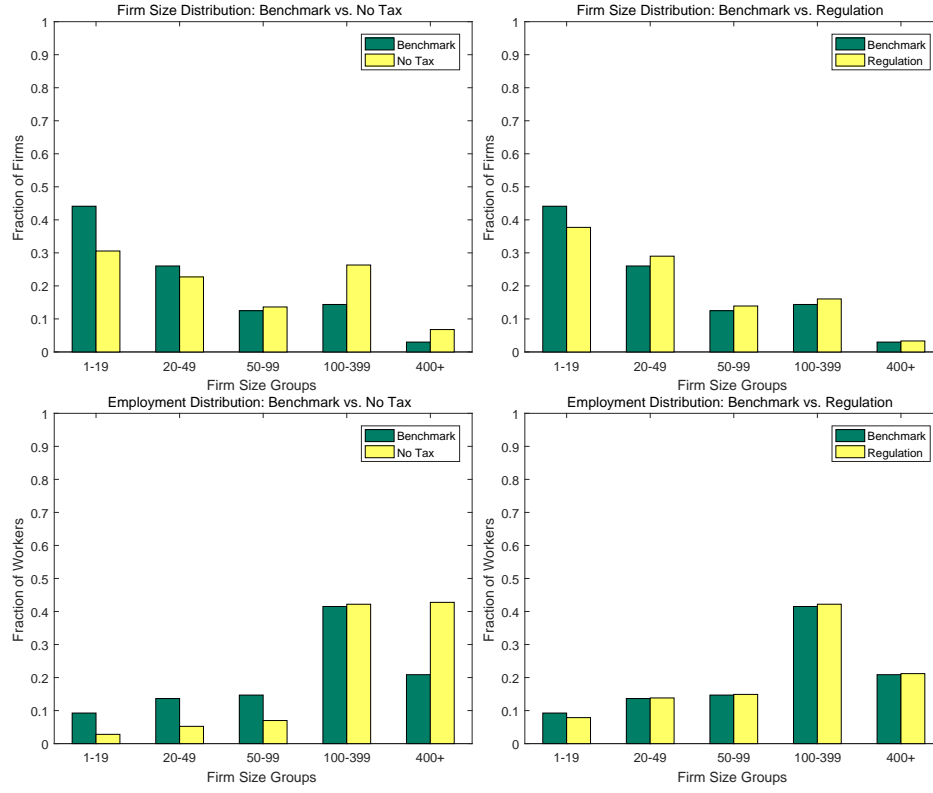 Firm Size Distribution: Benchmark vs. No Tax
1
0.9
0.8
0.7
0.6
0.5
0.4
0.3
0.2
0.1
0
Fraction of Firms
Benchmark
No Tax
1-19 20-49 50-99 100-399 400+
Firm Size Groups
Firm Size Distribution: Benchmark vs. Regulation
1
0.9
0.8
0.7
0.6
0.5
0.4
0.3
0.2
0.1
0
Fraction of Firms
Benchmark
Regulation
1-19 20-49 50-99 100-399 400+
Firm Size Groups
Employment Distribution: Benchmark vs. No Tax
1
0.9
0.8
0.7
0.6
0.5
0.4
0.3
0.2
0.1
0
Fraction of Workers
Benchmark
No Tax
1-19 20-49 50-99 100-399 400+
Firm Size Groups
Employment Distribution: Benchmark vs. Regulation
1
0.9
0.8
0.7
0.6
0.5
0.4
0.3
0.2
0.1
0
Fraction of Workers
Benchmark
Regulation
1-19 20-49 50-99 100-399 400+
Firm Size Groups